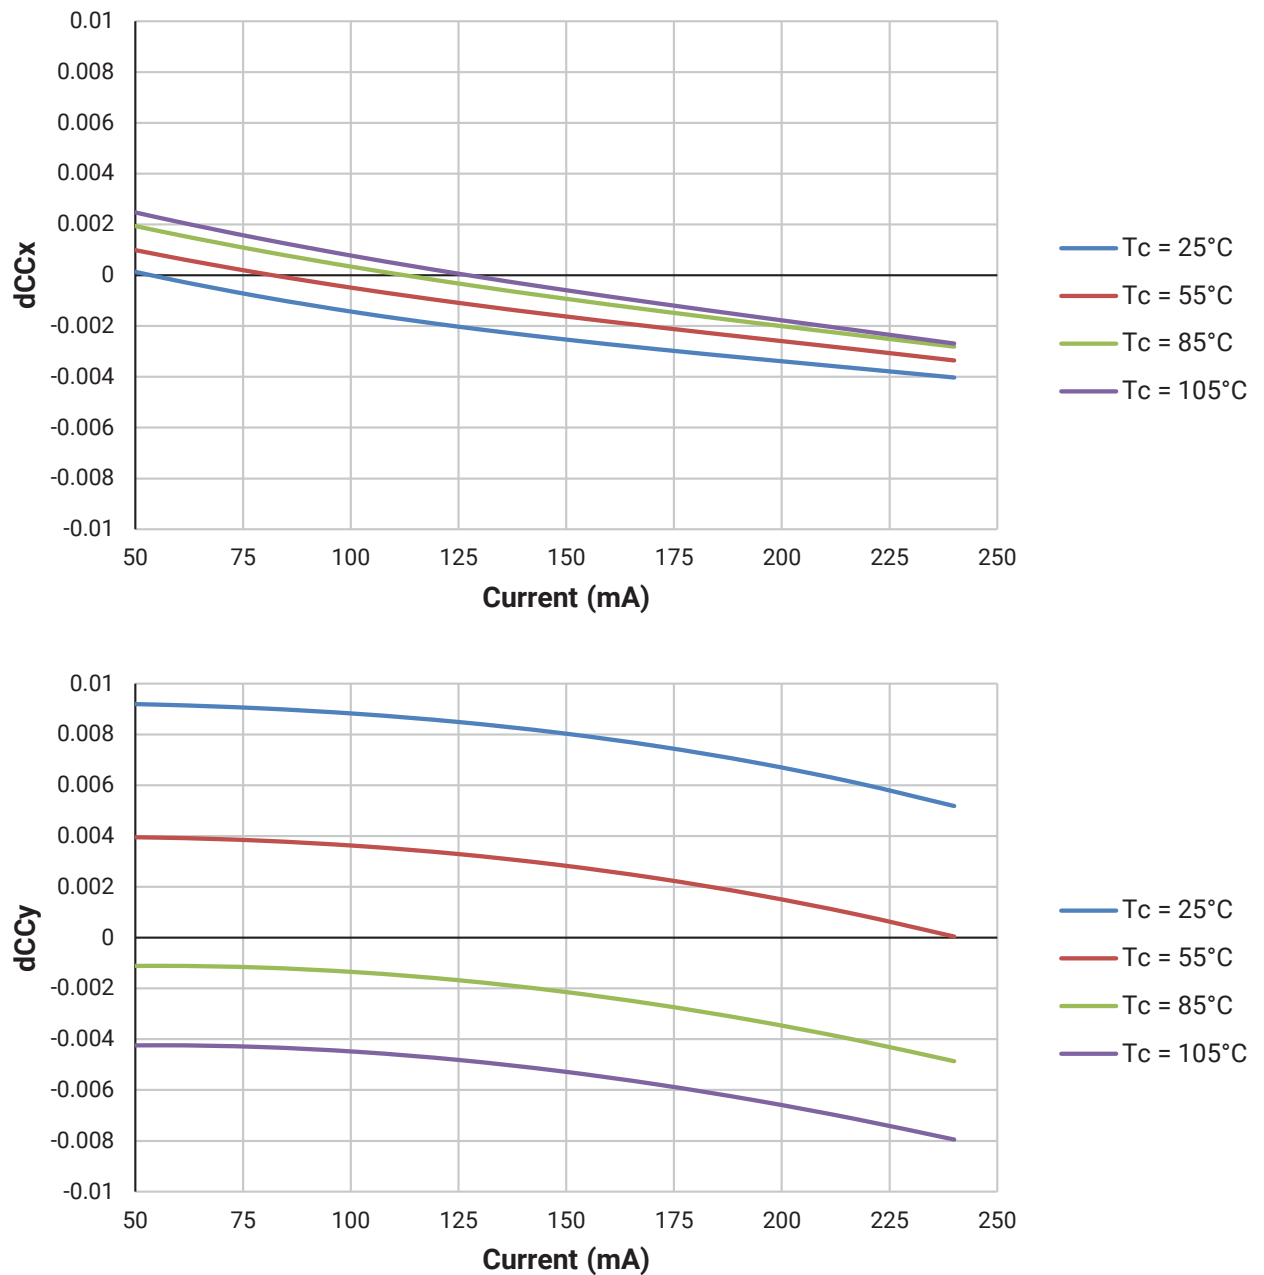 0.01
0.008
0.006
0.004
0.002
0
-0.002
-0.004
-0.006
-0.008
-0.01
dCCx
50 75 100 125 150 175 200 225 250
Current (mA)
Tc = 25°C
Tc = 55°C
Tc = 85°C
Tc = 105°C
0.01
0.008
0.006
0.004
0.002
0
-0.002
-0.004
-0.006
-0.008
-0.01
dCCy
50 75 100 125 150 175 200 225 250
Current (mA)
Tc = 25°C
Tc = 55°C
Tc = 85°C
Tc = 105°C